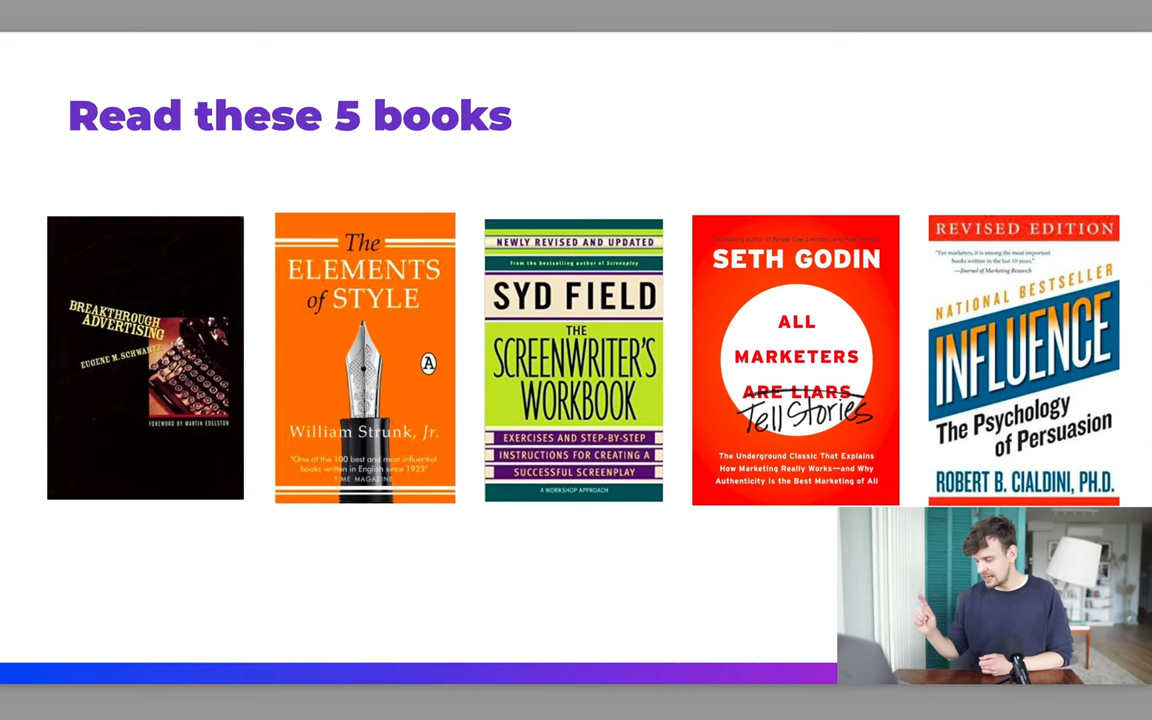 Read these 5 books
BREAKTHROUGH
ADVERTISING
EUGENE M. SCHWARTZ
FOREWORD BY MARTIN EDELSTON
The
ELEMENTS
of STYLE
A
William Strunk, Jr.
"One of the 100 best and most influential
books written in English since 1923"
TIME MAGAZINE
NEWLY REVISED AND UPDATED
From the bestselling author of Screenplay
SYD FIELD
THE
SCREENWRITER'S
WORKBOOK
EXERCISES AND STEP-BY-STEP
INSTRUCTIONS FOR CREATING A
SUCCESSFUL SCREENPLAY
A WORKSHOP APPROACH
SETH GODIN
ALL
MARKETERS
ARE LIARS
Tell Stories
The Underground Classic That Explains
How Marketing Really Works—and Why
Authenticity Is the Best Marketing of All
REVISED EDITION
"For marketers, it is among the most important
books written in the last 10 years."
—Journal of Marketing Research
NATIONAL BESTSELLER
INFLUENCE
The Psychology
of Persuasion
ROBERT B. CIALDINI, PH.D.